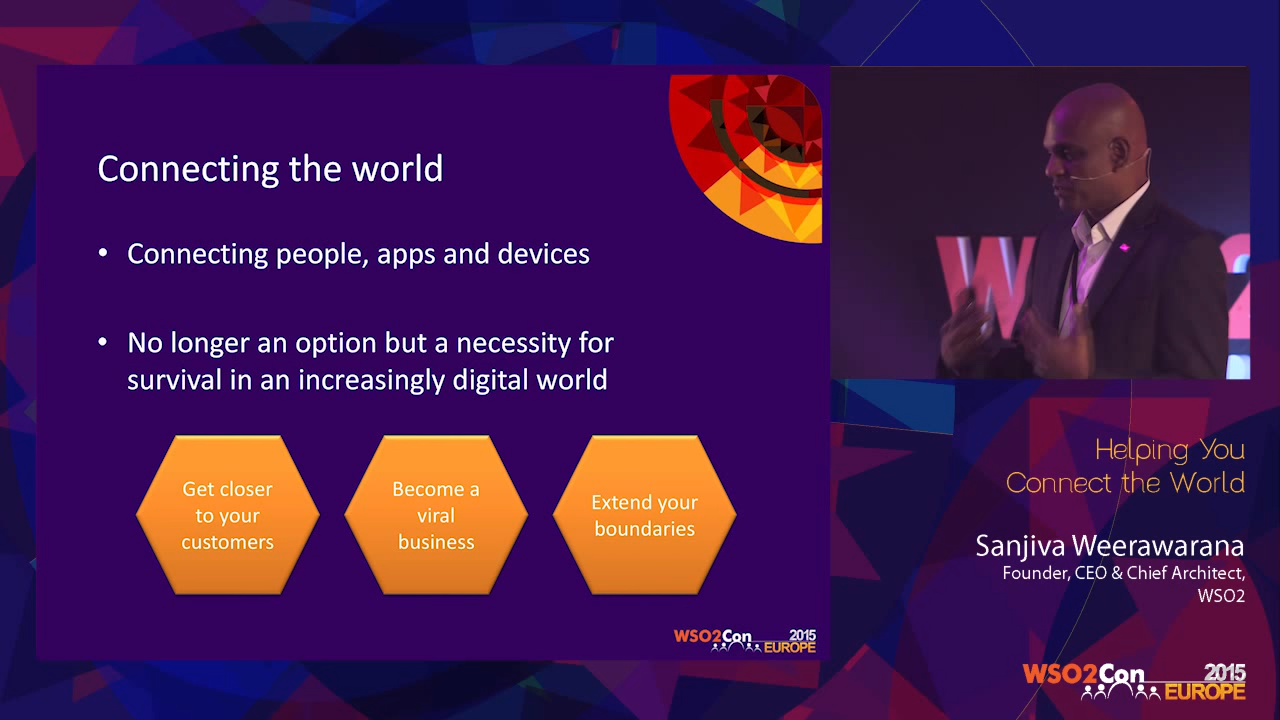 Connecting the world
• Connecting people, apps and devices
• No longer an option but a necessity for
survival in an increasingly digital world
Get closer
to your
customers
Become a
viral
business
Extend your
boundaries
WSO2Con 2015
EUROPE
W 2
Helping You
Connect the World
Sanjiva Weerawarana
Founder, CEO & Chief Architect,
WSO2
WSO2Con 2015
EUROPE